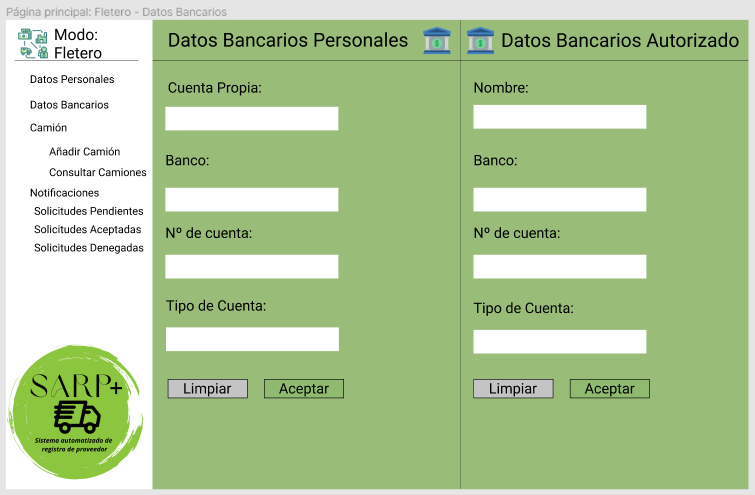 Página principal: Fletero - Datos Bancarios
Modo:
Fletero
Datos Personales
Datos Bancarios
Camión
Añadir Camión
Consultar Camiones
Notificaciones
Solicitudes Pendientes
Solicitudes Aceptadas
Solicitudes Denegadas
SARP+
Sistema automatizado de
registro de proveedor
Datos Bancarios Personales
Cuenta Propia:
Banco:
Nº de cuenta:
Tipo de Cuenta:
Limpiar
Aceptar
Datos Bancarios Autorizado
Nombre:
Banco:
Nº de cuenta:
Tipo de Cuenta:
Limpiar
Aceptar